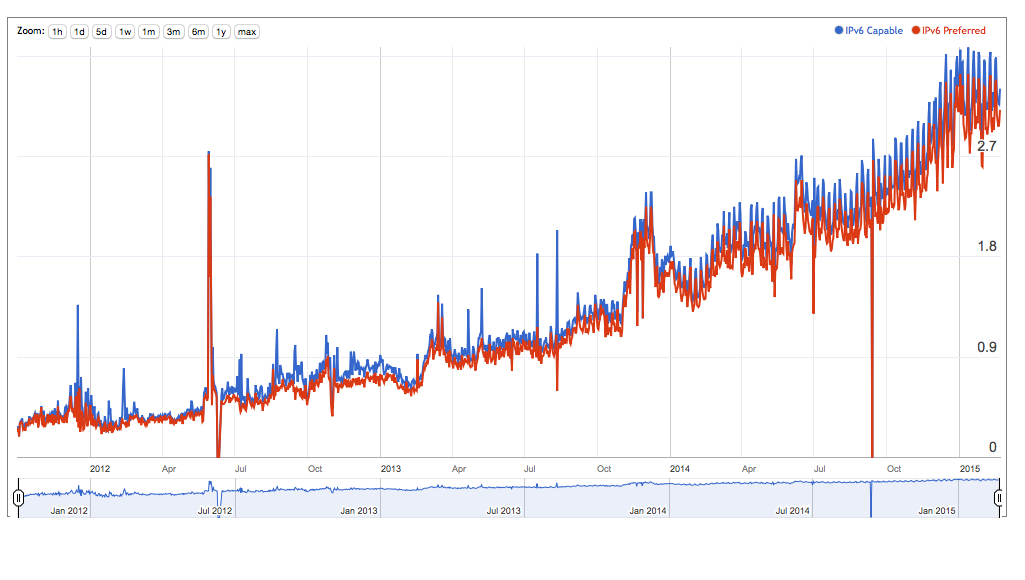 Zoom: 1h 1d 5d 1w 1m 3m 6m 1y max IPv6 Capable IPv6 Preferred
2.7
1.8
0.9
0
2012 Apr Jul Oct 2013 Apr Jul Oct 2014 Apr Jul Oct 2015
Jan 2012 Jul 2012 Jan 2013 Jul 2013 Jan 2014 Jul 2014 Jan 2015